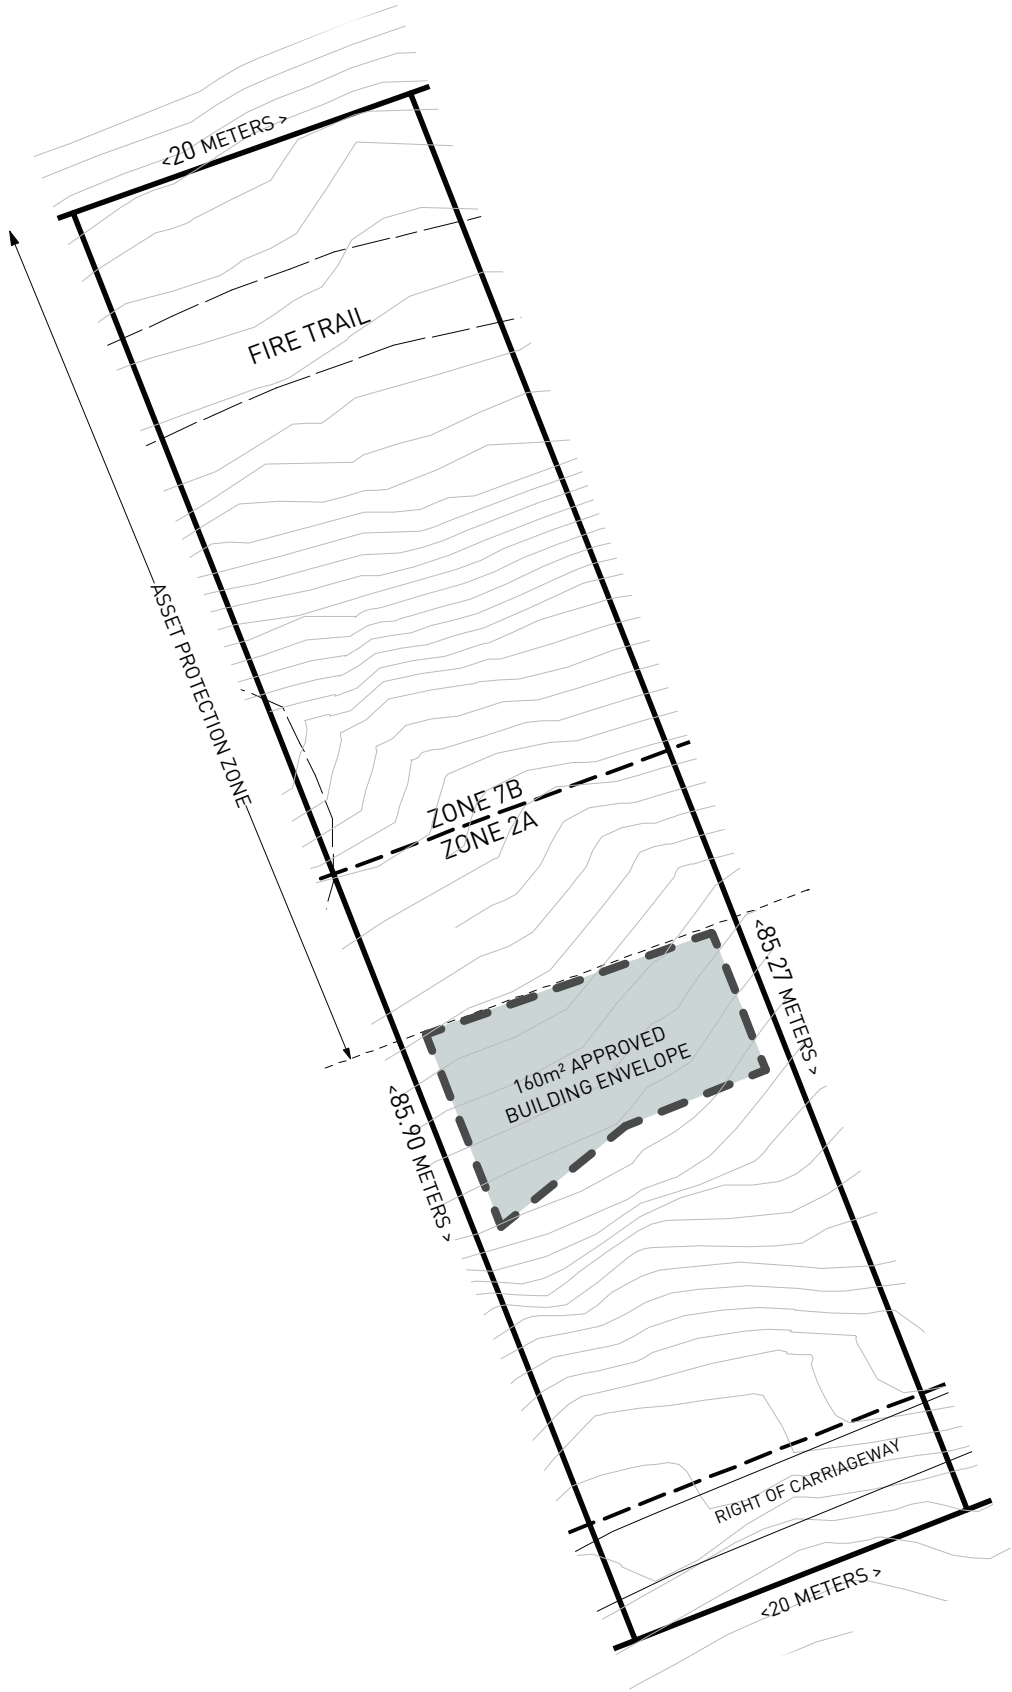 <20 METERS >
FIRE TRAIL
ASSET PROTECTION ZONE
ZONE 7B
ZONE 2A
<85.27 METERS >
160m² APPROVED
BUILDING ENVELOPE
<85.90 METERS >
RIGHT OF CARRIAGEWAY
<20 METERS >